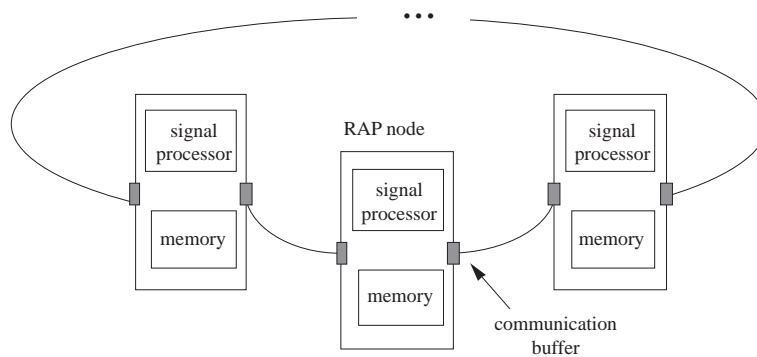 ...
signal
processor
memory
RAP node
signal
processor
memory
signal
processor
memory
communication
buffer